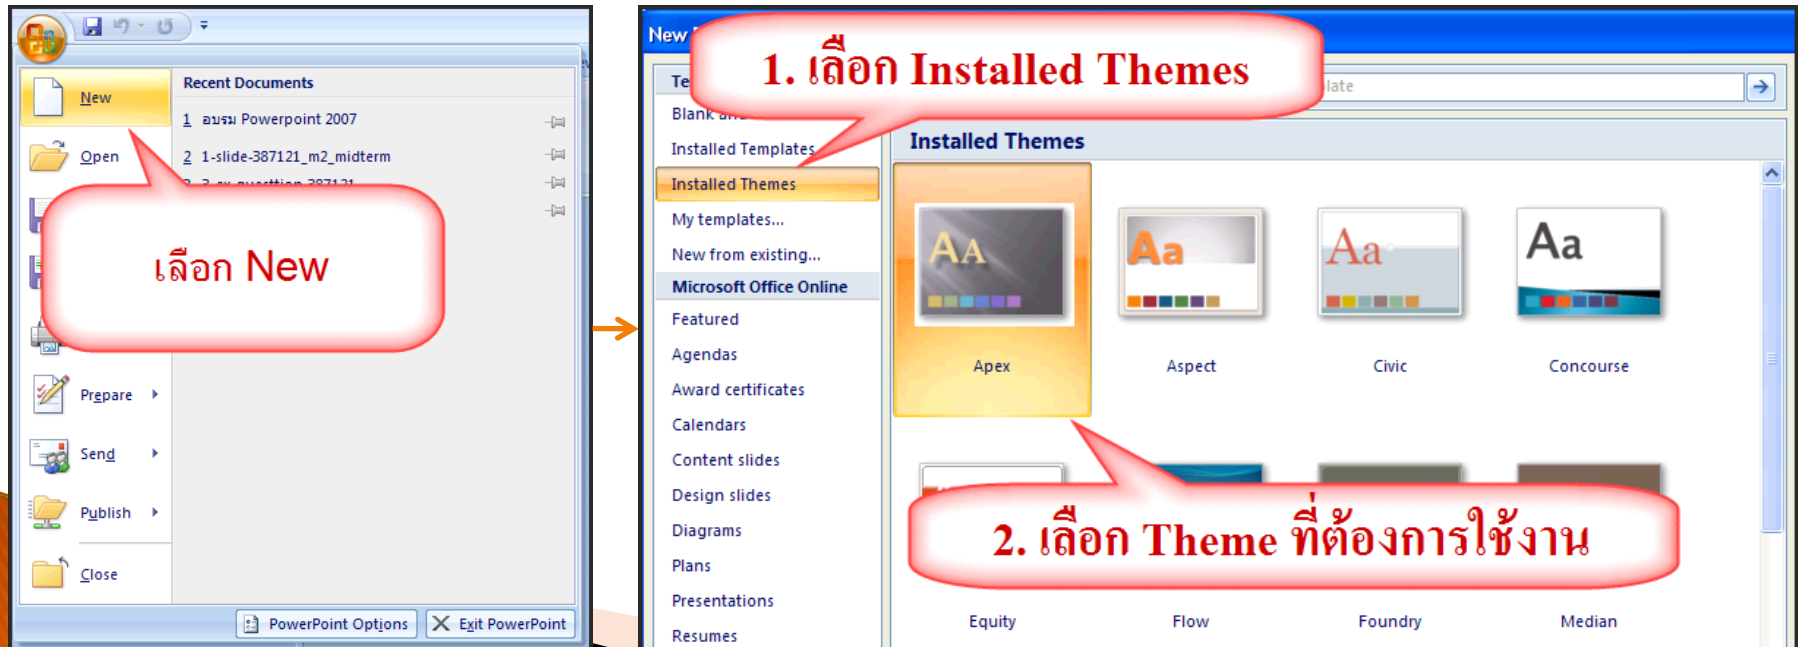 New
Open
Prepare
Send
Publish
Close
Recent Documents
1 อบรม Powerpoint 2007
2 1-slide-387121_m2_midterm
เลือก New
PowerPoint Options
Exit PowerPoint
New
1. เลือก Installed Themes
Blank
Installed Templates
Installed Themes
My templates...
New from existing...
Microsoft Office Online
Featured
Agendas
Award certificates
Calendars
Content slides
Design slides
Diagrams
Plans
Presentations
Resumes
Installed Themes
AA
Aa
Aa
Aa
Apex
Aspect
Civic
Concourse
2. เลือก Theme ที่ต้องการใช้งาน
Equity
Flow
Foundry
Median